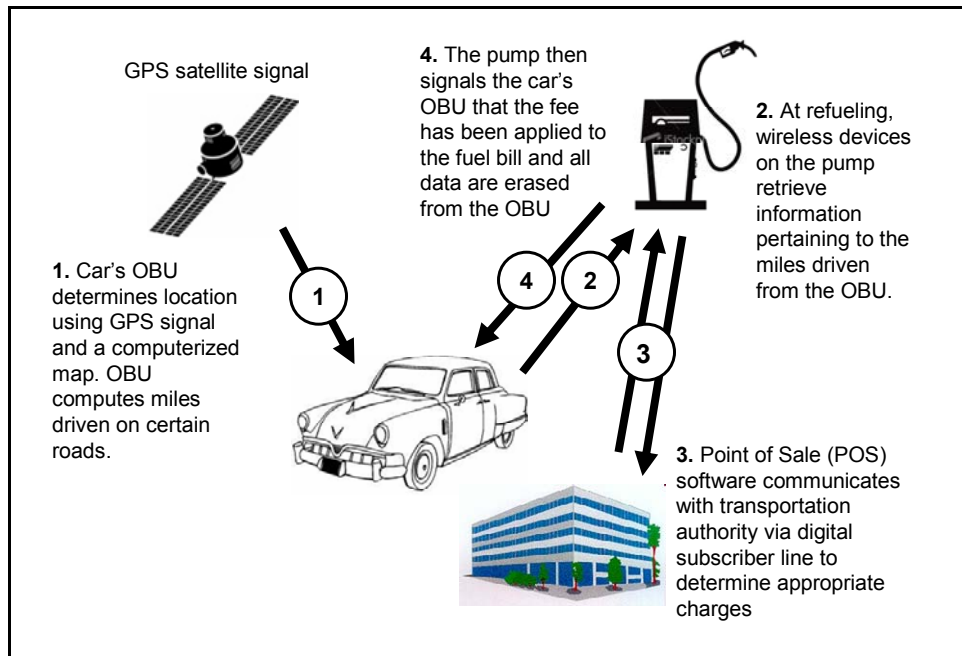 GPS satellite signal
1. Car's OBU
determines location
using GPS signal
and a computerized
map. OBU
computes miles
driven on certain
roads.
4. The pump then
signals the car's
OBU that the fee
has been applied to
the fuel bill and all
data are erased
from the OBU
2. At refueling,
wireless devices
on the pump
retrieve
information
pertaining to the
miles driven
from the OBU.
1
4
2
3
3. Point of Sale (POS)
software communicates
with transportation
authority via digital
subscriber line to
determine appropriate
charges